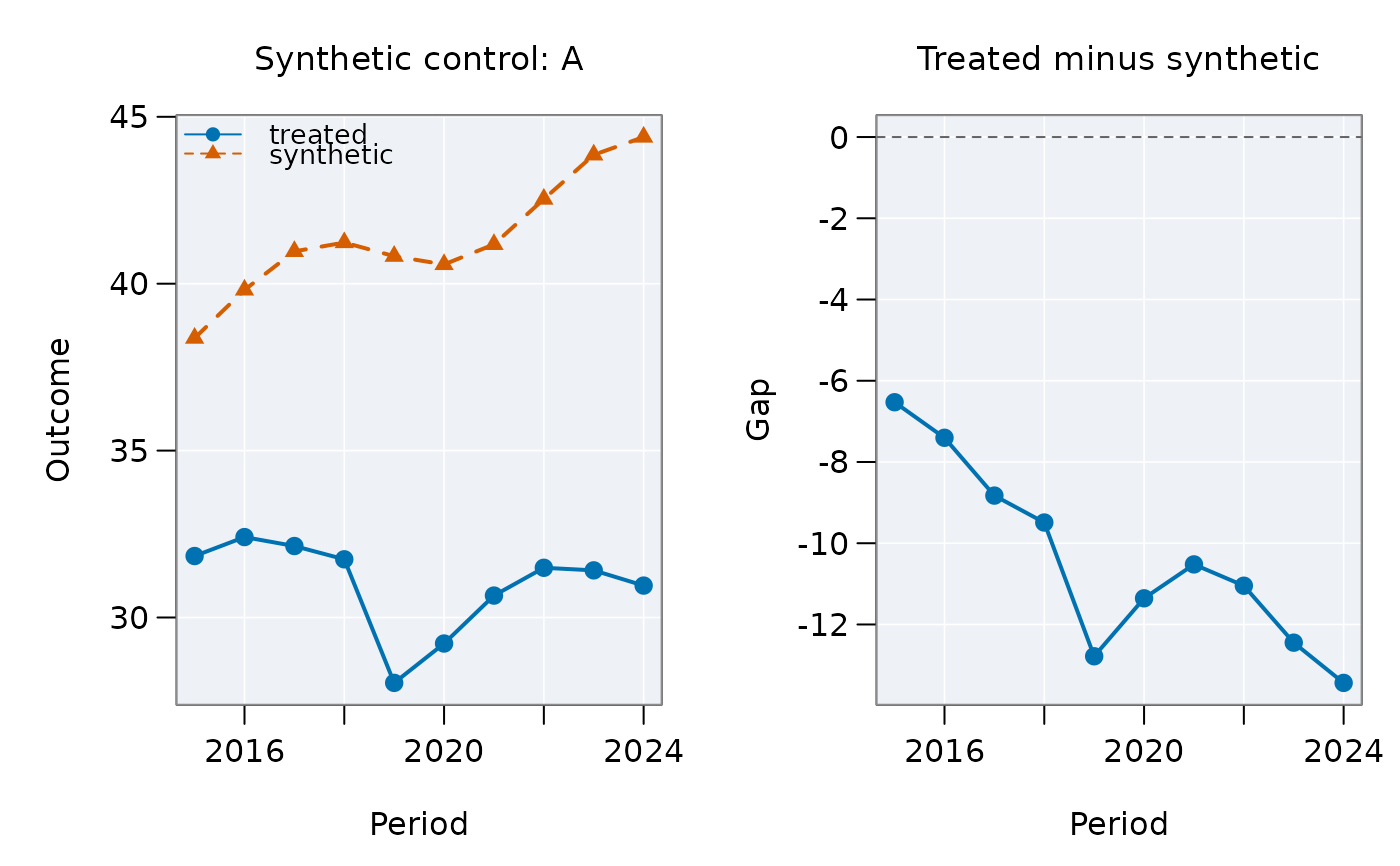 Synthetic control: A
treated
synthetic
45
40
35
30
Outcome
2016
2020
2024
Period
Treated minus synthetic
0
-2
-4
-6
-8
-10
-12
Gap
2016
2020
2024
Period